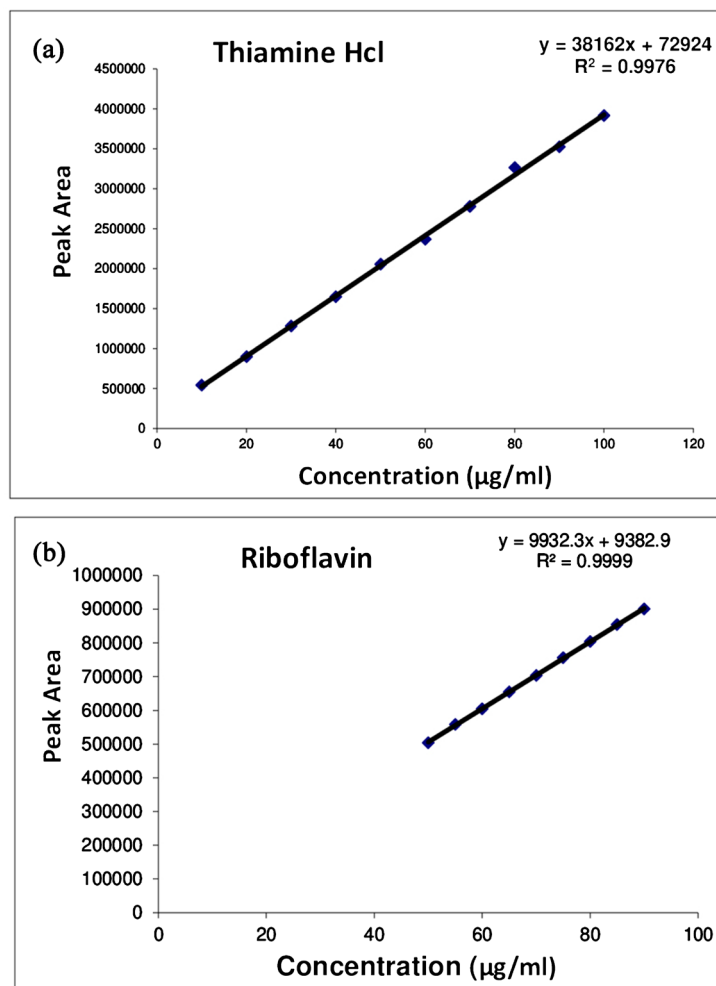 (a)
Thiamine Hcl
y = 38162x + 72924
R² = 0.9976
4500000
4000000
3500000
3000000
2500000
2000000
1500000
1000000
500000
0
Peak Area
0 20 40 60 80 100 120
Concentration (µg/ml)
(b)
Riboflavin
y = 9932.3x + 9382.9
R² = 0.9999
1000000
900000
800000
700000
600000
500000
400000
300000
200000
100000
0
Peak Area
0 20 40 60 80 100
Concentration (µg/ml)